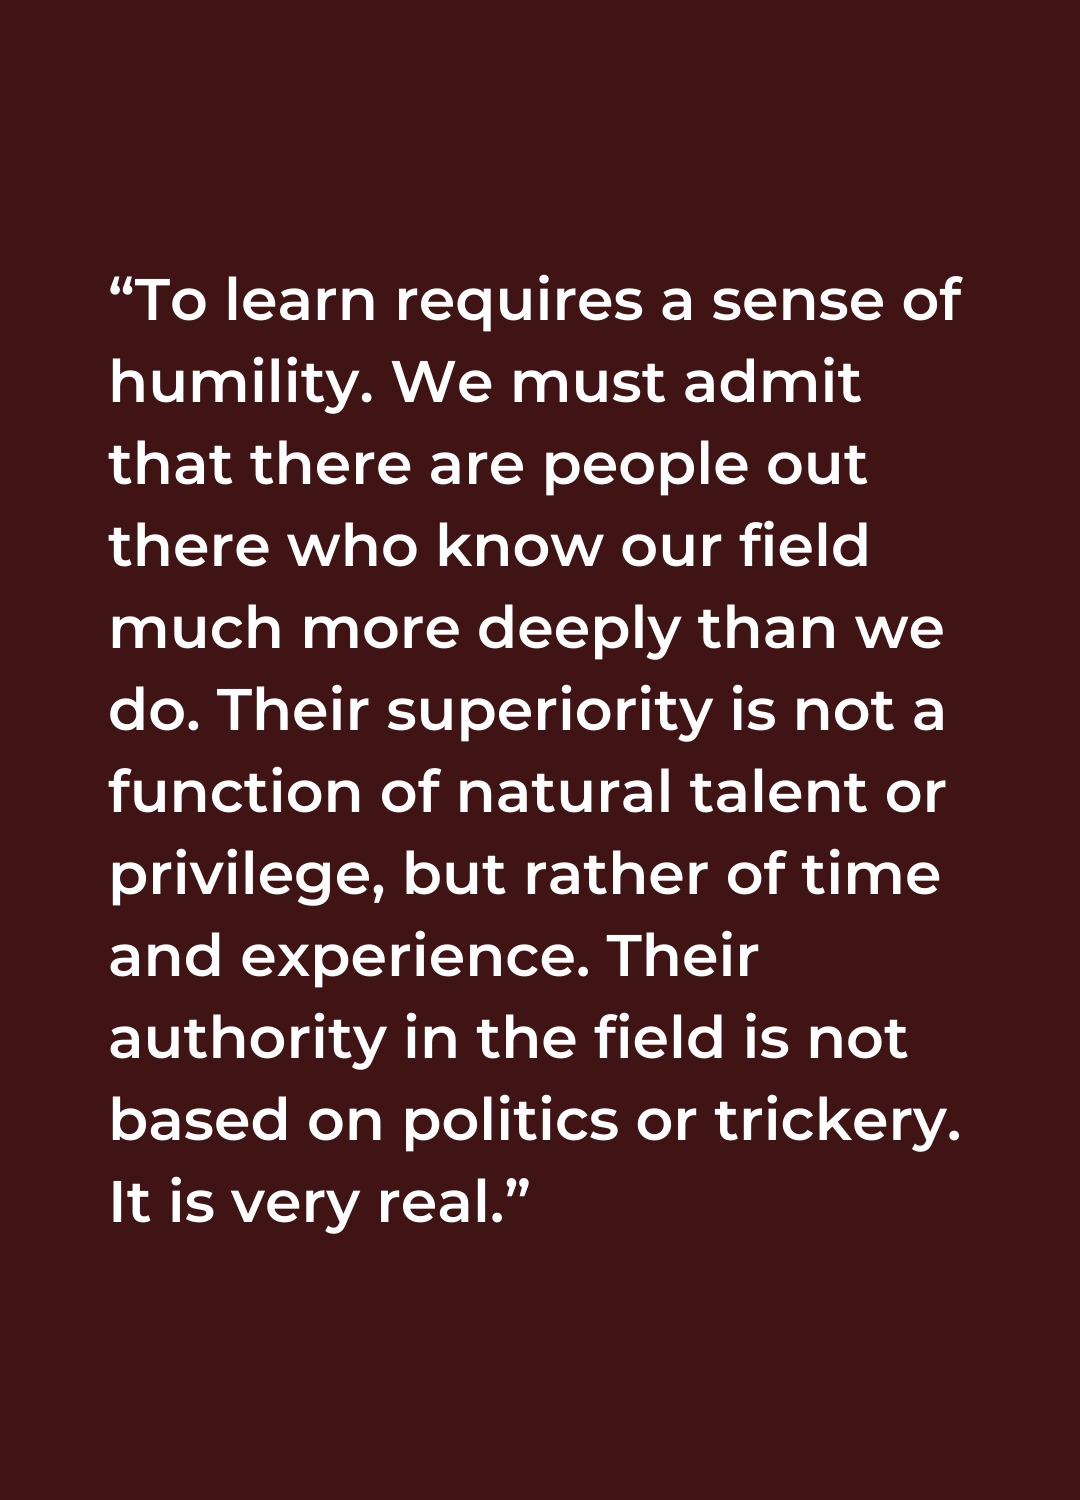 “To learn requires a sense of
humility. We must admit
that there are people out
there who know our field
much more deeply than we
do. Their superiority is not a
function of natural talent or
privilege, but rather of time
and experience. Their
authority in the field is not
based on politics or trickery.
It is very real.”